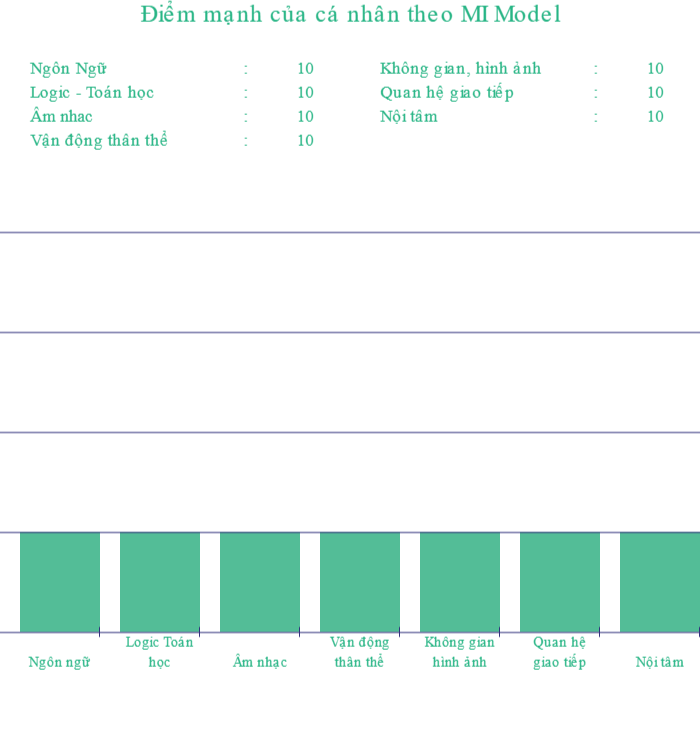 Điểm mạnh của cá nhân theo MI Model
Ngôn Ngữ : 10 Không gian, hình ảnh : 10
Logic - Toán học : 10 Quan hệ giao tiếp : 10
Âm nhac : 10 Nội tâm : 10
Vận động thân thể : 10
Ngôn ngữ
Logic Toán
học
Âm nhạc
Vận động
thân thể
Không gian
hình ảnh
Quan hệ
giao tiếp
Nội tâm